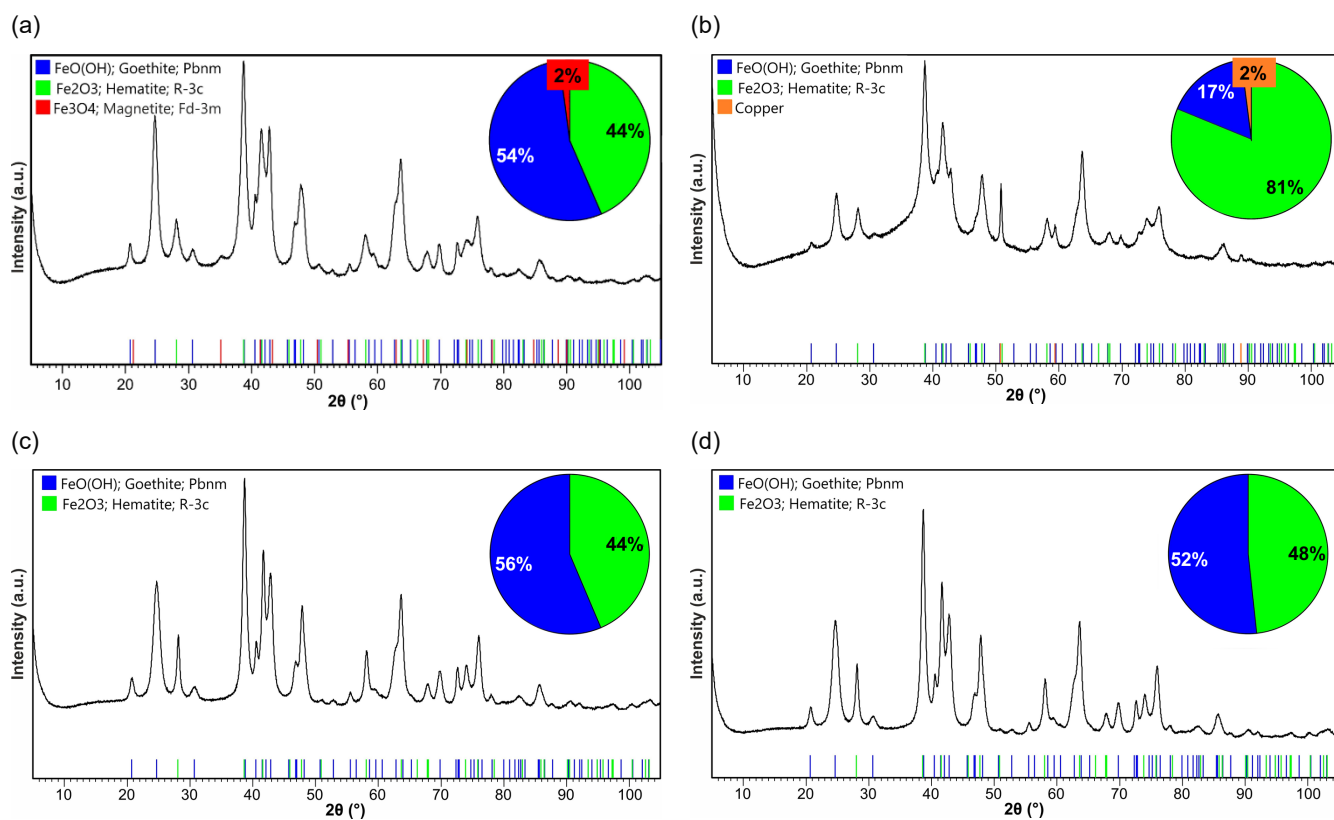 (a)
FeO(OH); Goethite; Pbnm
Fe2O3; Hematite; R-3c
Fe3O4; Magnetite; Fd-3m
2%
44%
54%
Intensity (a.u.)
10 20 30 40 50 60 70 80 90 100
2θ (°)
(b)
FeO(OH); Goethite; Pbnm
Fe2O3; Hematite; R-3c
Copper
2%
17%
81%
Intensity (a.u.)
10 20 30 40 50 60 70 80 90 100
2θ (°)
(c)
FeO(OH); Goethite; Pbnm
Fe2O3; Hematite; R-3c
44%
56%
Intensity (a.u.)
10 20 30 40 50 60 70 80 90 100
2θ (°)
(d)
FeO(OH); Goethite; Pbnm
Fe2O3; Hematite; R-3c
52%
48%
Intensity (a.u.)
10 20 30 40 50 60 70 80 90 100
2θ (°)